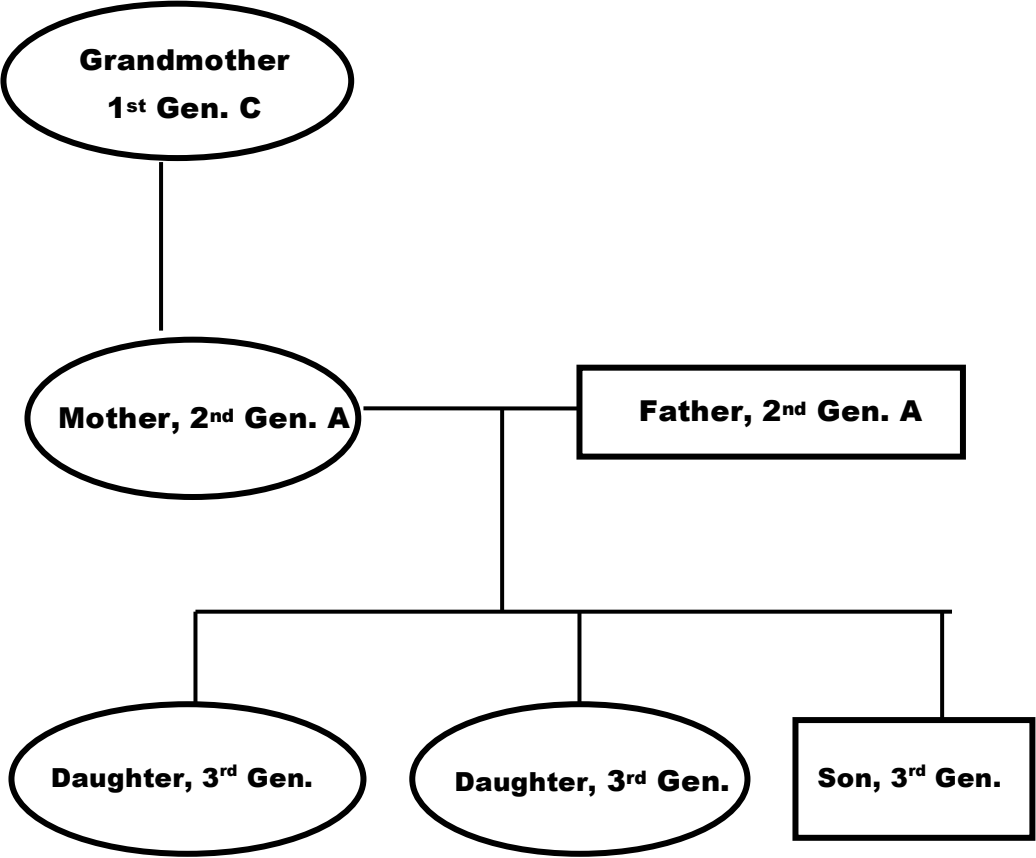 Grandmother
1st Gen. C
Mother, 2nd Gen. A
Father, 2nd Gen. A
Daughter, 3rd Gen.
Daughter, 3rd Gen.
Son, 3rd Gen.